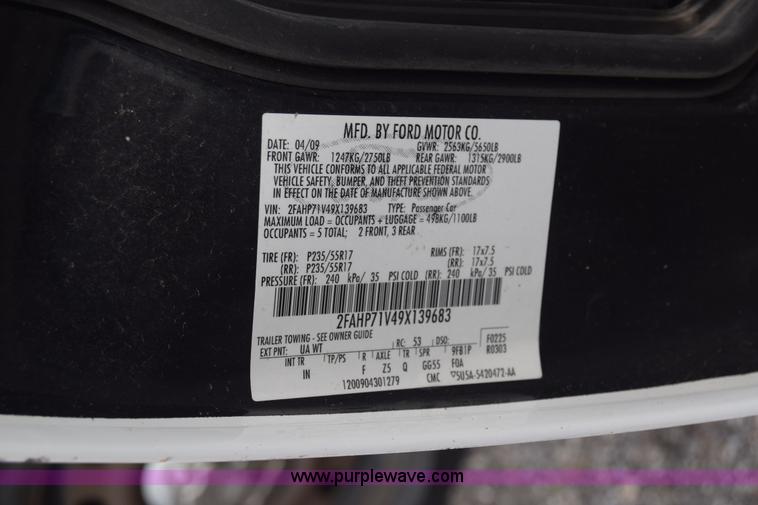 MFD. BY FORD MOTOR CO.
DATE: 04/09 GVWR: 2563KG/5650LB
FRONT GAWR: 1247KG/2750LB REAR GAWR: 1315KG/2900LB
THIS VEHICLE CONFORMS TO ALL APPLICABLE FEDERAL MOTOR
VEHICLE SAFETY, BUMPER, AND THEFT PREVENTION STANDARDS
IN EFFECT ON THE DATE OF MANUFACTURE SHOWN ABOVE.
VIN: 2FAHP71V49X139683 TYPE: Passenger Car
MAXIMUM LOAD = OCCUPANTS + LUGGAGE = 498KG/1100LB
OCCUPANTS = 5 TOTAL; 2 FRONT, 3 REAR
TIRE (FR): P235/55R17 RIMS (FR): 17x7.5
(RR): P235/55R17 (RR): 17x7.5
PRESSURE (FR): 240 kPa/ 35 PSI COLD (RR): 240 kPa/ 35 PSI COLD
2FAHP71V49X139683
TRAILER TOWING - SEE OWNER GUIDE
EXT PNT: UA WT RC: 53 DSO: F0225
INT TR TP/PS R AXLE TR SPR 9FB1P R0303
IN F Z5 Q GG55 FOA
1200904301279 CMC 5U5A-5420472-AA
www.purplewave.com